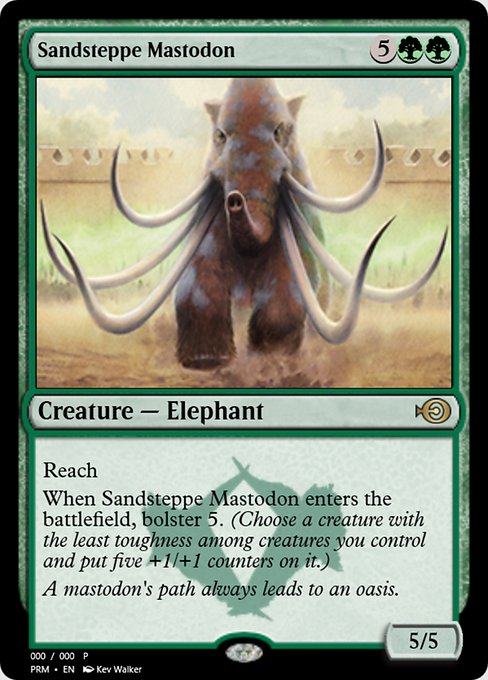 Sandsteppe Mastodon 5
Creature — Elephant
Reach
When Sandsteppe Mastodon enters the
battlefield, bolster 5. (Choose a creature with
the least toughness among creatures you control
and put five +1/+1 counters on it.)
A mastodon's path always leads to an oasis.
5/5
000 / 000 P
PRM • EN Kev Walker